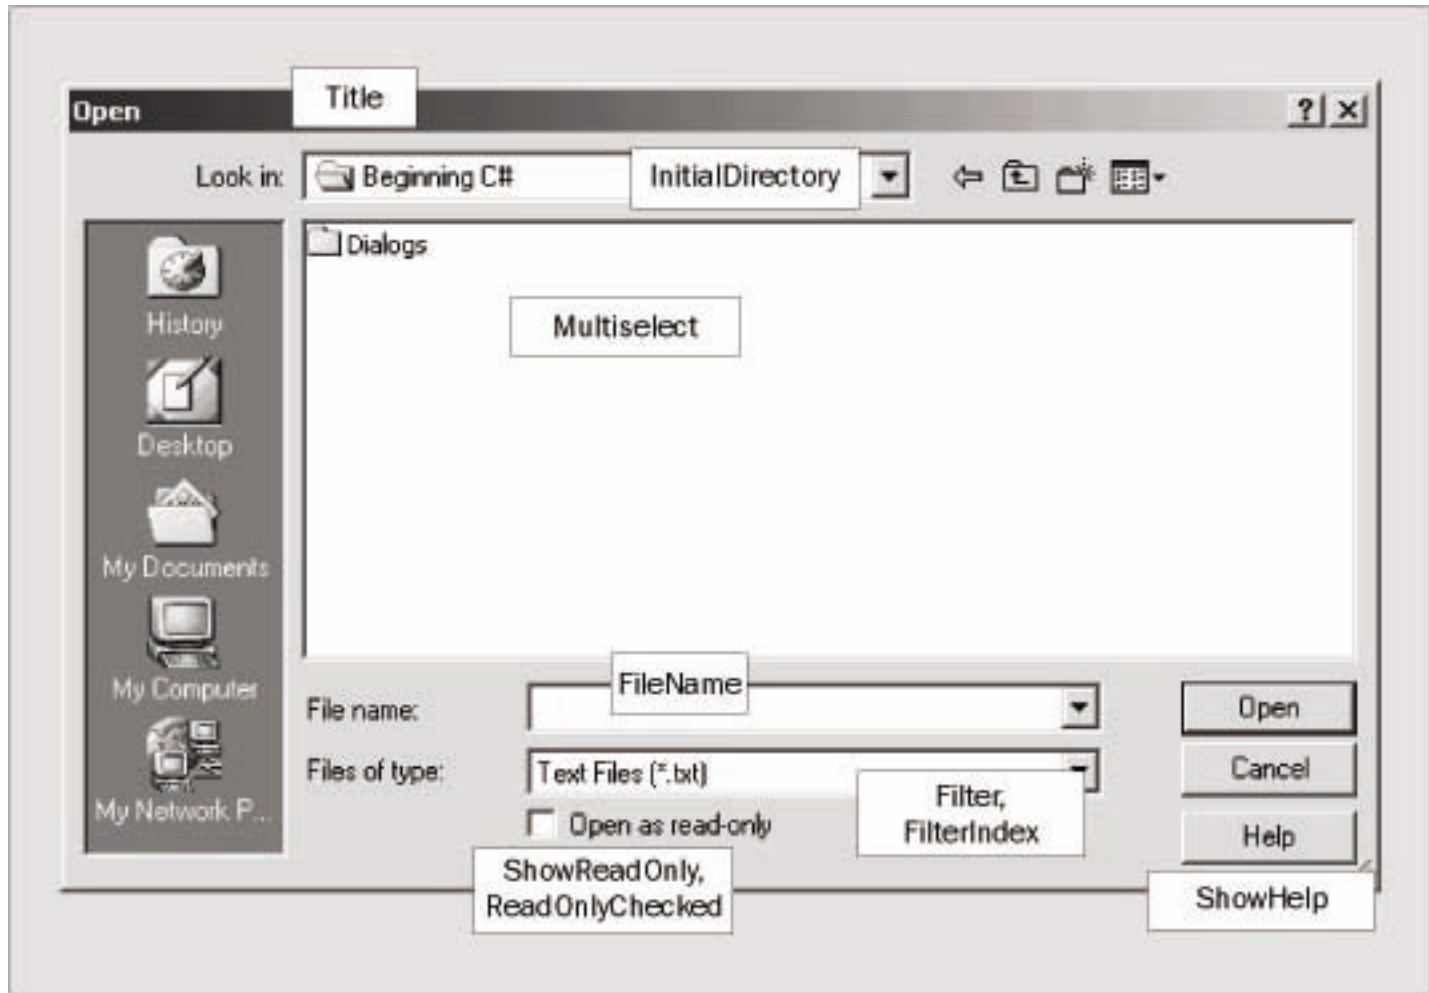 Open
Title
Look in:
Beginning C#
InitialDirectory
Dialogs
Multiselect
History
Desktop
My Documents
My Computer
My Network P...
File name:
FileName
Open
Files of type:
Text Files (*.txt)
Cancel
Filter,
FilterIndex
Open as read-only
Help
ShowReadOnly,
ReadOnlyChecked
ShowHelp